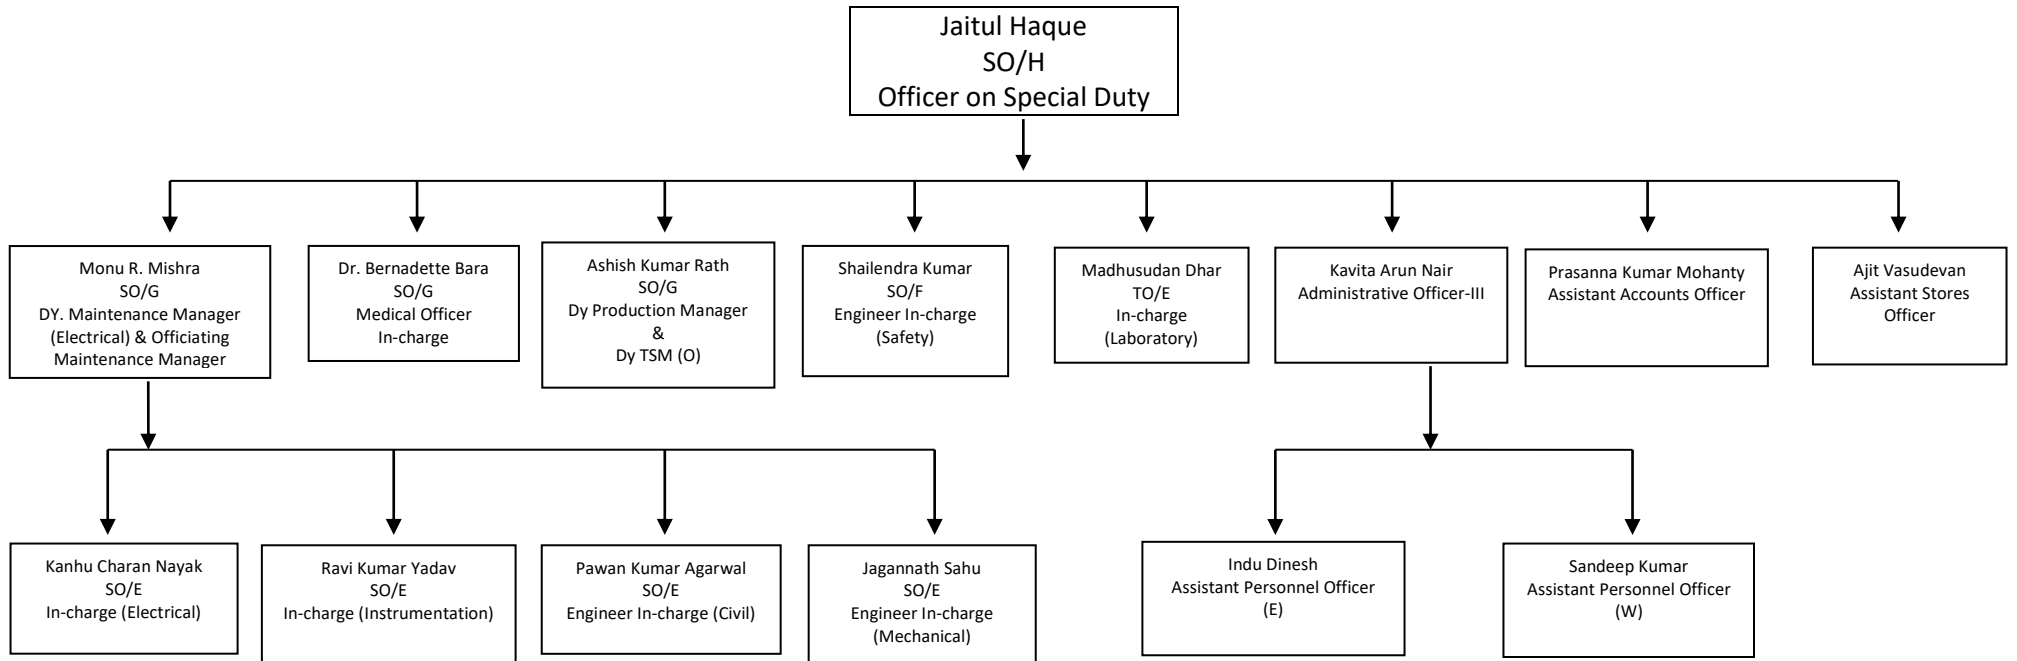 Jaitul Haque
SO/H
Officer on Special Duty
Monu R. Mishra
SO/G
DY. Maintenance Manager
(Electrical) & Officiating
Maintenance Manager
Dr. Bernadette Bara
SO/G
Medical Officer
In-charge
Ashish Kumar Rath
SO/G
Dy Production Manager
&
Dy TSM (O)
Shailendra Kumar
SO/F
Engineer In-charge
(Safety)
Madhusudan Dhar
TO/E
In-charge
(Laboratory)
Kavita Arun Nair
Administrative Officer-III
Prasanna Kumar Mohanty
Assistant Accounts Officer
Ajit Vasudevan
Assistant Stores
Officer
Kanhu Charan Nayak
SO/E
In-charge (Electrical)
Ravi Kumar Yadav
SO/E
In-charge (Instrumentation)
Pawan Kumar Agarwal
SO/E
Engineer In-charge (Civil)
Jagannath Sahu
SO/E
Engineer In-charge
(Mechanical)
Indu Dinesh
Assistant Personnel Officer
(E)
Sandeep Kumar
Assistant Personnel Officer
(W)